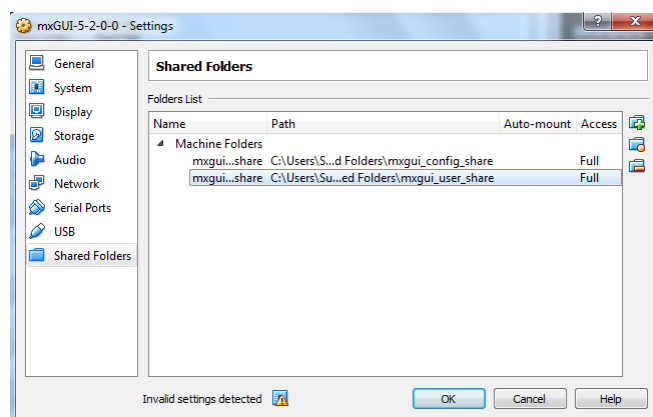 mxGUI-5-2-0-0 - Settings
General
System
Display
Storage
Audio
Network
Serial Ports
USB
Shared Folders
Shared Folders
Folders List
Name Path Auto-mount Access
Machine Folders
mxgui...share C:\Users\S...d Folders\mxgui_config_share Full
mxgui...share C:\Users\Su...ed Folders\mxgui_user_share Full
Invalid settings detected
OK Cancel Help